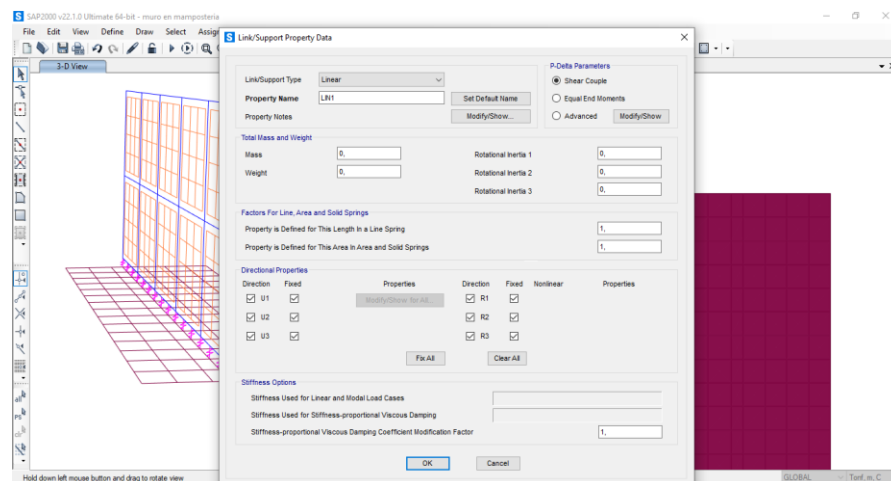 SAP2000 v22.1.0 Ultimate 64-bit - muro en mamposteria
File Edit View Define Draw Select Assign
3-D View
Link/Support Property Data
Link/Support Type Linear
Property Name LIN1 Set Default Name
Property Notes Modify/Show...
P-Delta Parameters
Shear Couple
Equal End Moments
Advanced Modify/Show
Total Mass and Weight
Mass 0, Rotational Inertia 1 0,
Weight 0, Rotational Inertia 2 0,
Rotational Inertia 3 0,
Factors For Line, Area and Solid Springs
Property is Defined for This Length In a Line Spring 1,
Property is Defined for This Area In Area and Solid Springs 1,
Directional Properties
Direction Fixed Properties Direction Fixed Nonlinear Properties
U1 Modify/Show for All... R1
U2 R2
U3 R3
Fix All Clear All
Stiffness Options
Stiffness Used for Linear and Modal Load Cases
Stiffness Used for Stiffness-proportional Viscous Damping
Stiffness-proportional Viscous Damping Coefficient Modification Factor 1,
OK Cancel
Hold down left mouse button and drag to rotate view GLOBAL Tonf, m, C
all
PS
clr